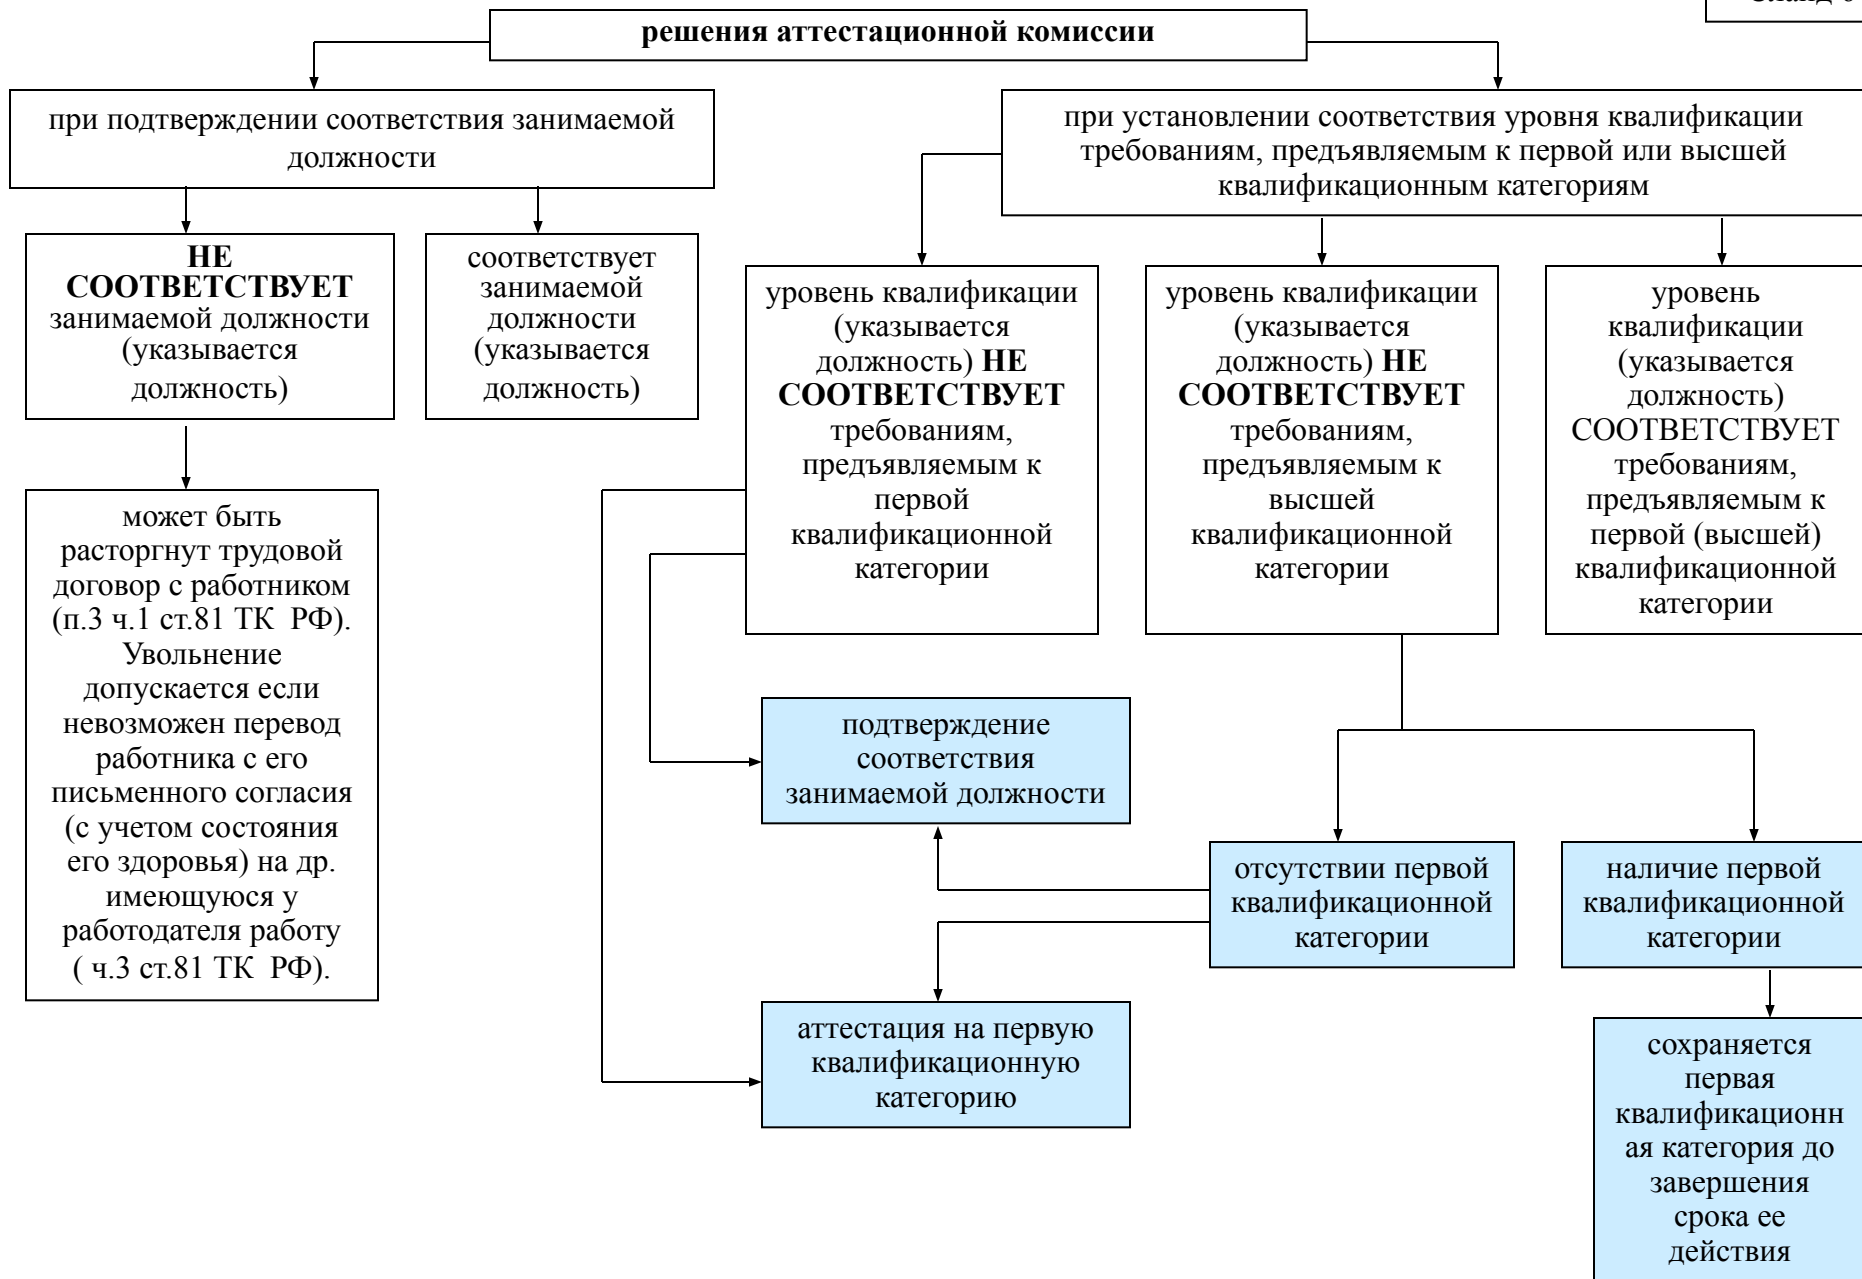 решения аттестационной комиссии
при подтверждении соответствия занимаемой
должности
при установлении соответствия уровня квалификации
требованиям, предъявляемым к первой или высшей
квалификационным категориям
НЕ
СООТВЕТСТВУЕТ
занимаемой должности
(указывается
должность)
соответствует
занимаемой
должности
(указывается
должность)
уровень квалификации
(указывается
должность) НЕ
СООТВЕТСТВУЕТ
требованиям,
предъявляемым к
первой
квалификационной
категории
уровень квалификации
(указывается
должность) НЕ
СООТВЕТСТВУЕТ
требованиям,
предъявляемым к
высшей
квалификационной
категории
уровень
квалификации
(указывается
должность)
СООТВЕТСТВУЕТ
требованиям,
предъявляемым к
первой (высшей)
квалификационной
категории
может быть
расторгнут трудовой
договор с работником
(п.3 ч.1 ст.81 ТК  РФ).
Увольнение
допускается если
невозможен перевод
работника с его
письменного согласия
(с учетом состояния
его здоровья) на др.
имеющуюся у
работодателя работу
( ч.3 ст.81 ТК  РФ).
подтверждение
соответствия
занимаемой должности
отсутствии первой
квалификационной
категории
наличие первой
квалификационной
категории
аттестация на первую
квалификационную
категорию
сохраняется
первая
квалификационн
ая категория до
завершения
срока ее
действия